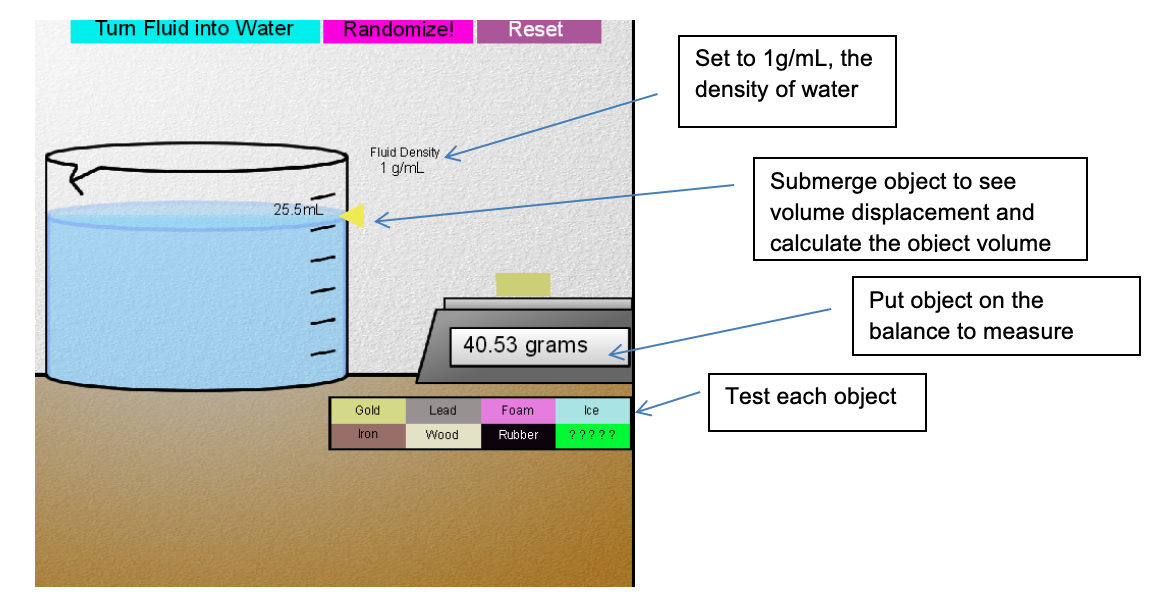 Turn Fluid into Water
Randomize!
Reset
Set to 1g/mL, the
density of water
Fluid Density
1 g/mL
Submerge object to see
volume displacement and
calculate the object volume
25.5mL
Put object on the
balance to measure
40.53 grams
Test each object
Gold Lead Foam Ice
Iron Wood Rubber ?????